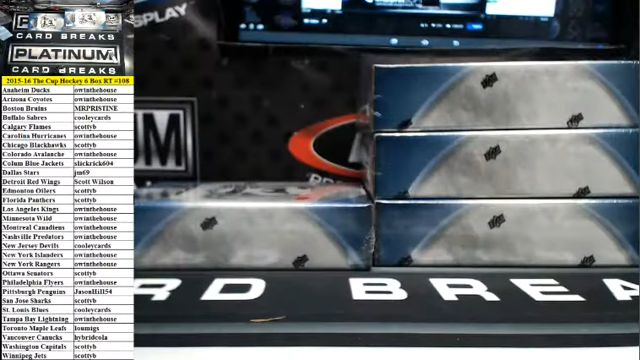 CARD BREAKS
PLATINUM
CARD BREAKS
2015-16 The Cup Hockey 6 Box RT #108
Anaheim Ducks owinthehouse
Arizona Coyotes owinthehouse
Boston Bruins MRPRISTINE
Buffalo Sabres cooleycards
Calgary Flames scottyb
Carolina Hurricanes owinthehouse
Chicago Blackhawks scottyb
Colorado Avalanche owinthehouse
Colum Blue Jackets slickrick604
Dallas Stars jm69
Detroit Red Wings Scott Wilson
Edmonton Oilers scottyb
Florida Panthers scottyb
Los Angeles Kings owinthehouse
Minnesota Wild owinthehouse
Montreal Canadiens owinthehouse
Nashville Predators owinthehouse
New Jersey Devils cooleycards
New York Islanders owinthehouse
New York Rangers owinthehouse
Ottawa Senators scottyb
Philadelphia Flyers owinthehouse
Pittsburgh Penguins JasonHill54
San Jose Sharks scottyb
St. Louis Blues cooleycards
Tampa Bay Lightning owinthehouse
Toronto Maple Leafs loumigs
Vancouver Canucks hybridcola
Washington Capitals scottyb
Winnipeg Jets scottyb
SPLAY
UM
RD BREA